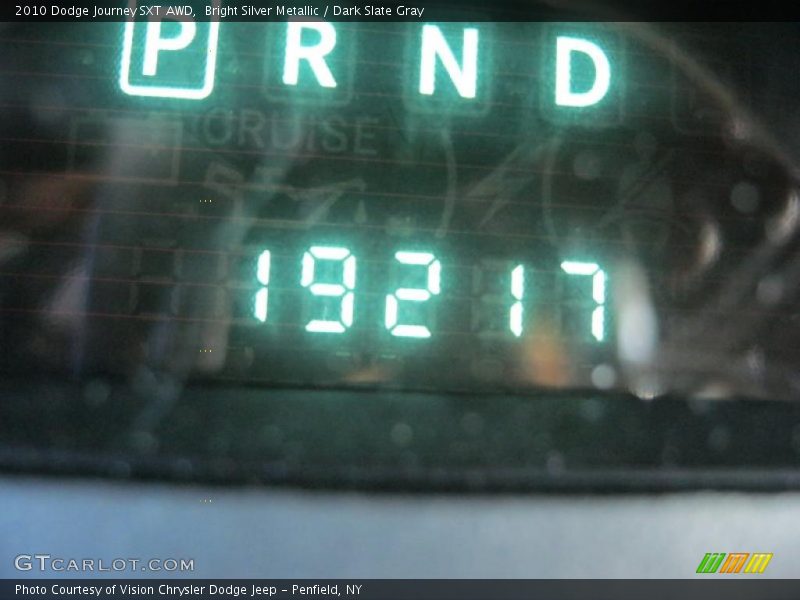 2010 Dodge Journey SXT AWD,  Bright Silver Metallic / Dark Slate Gray
P R N D
CRUISE
19217
GTCARLOT.COM
Photo Courtesy of Vision Chrysler Dodge Jeep – Penfield, NY